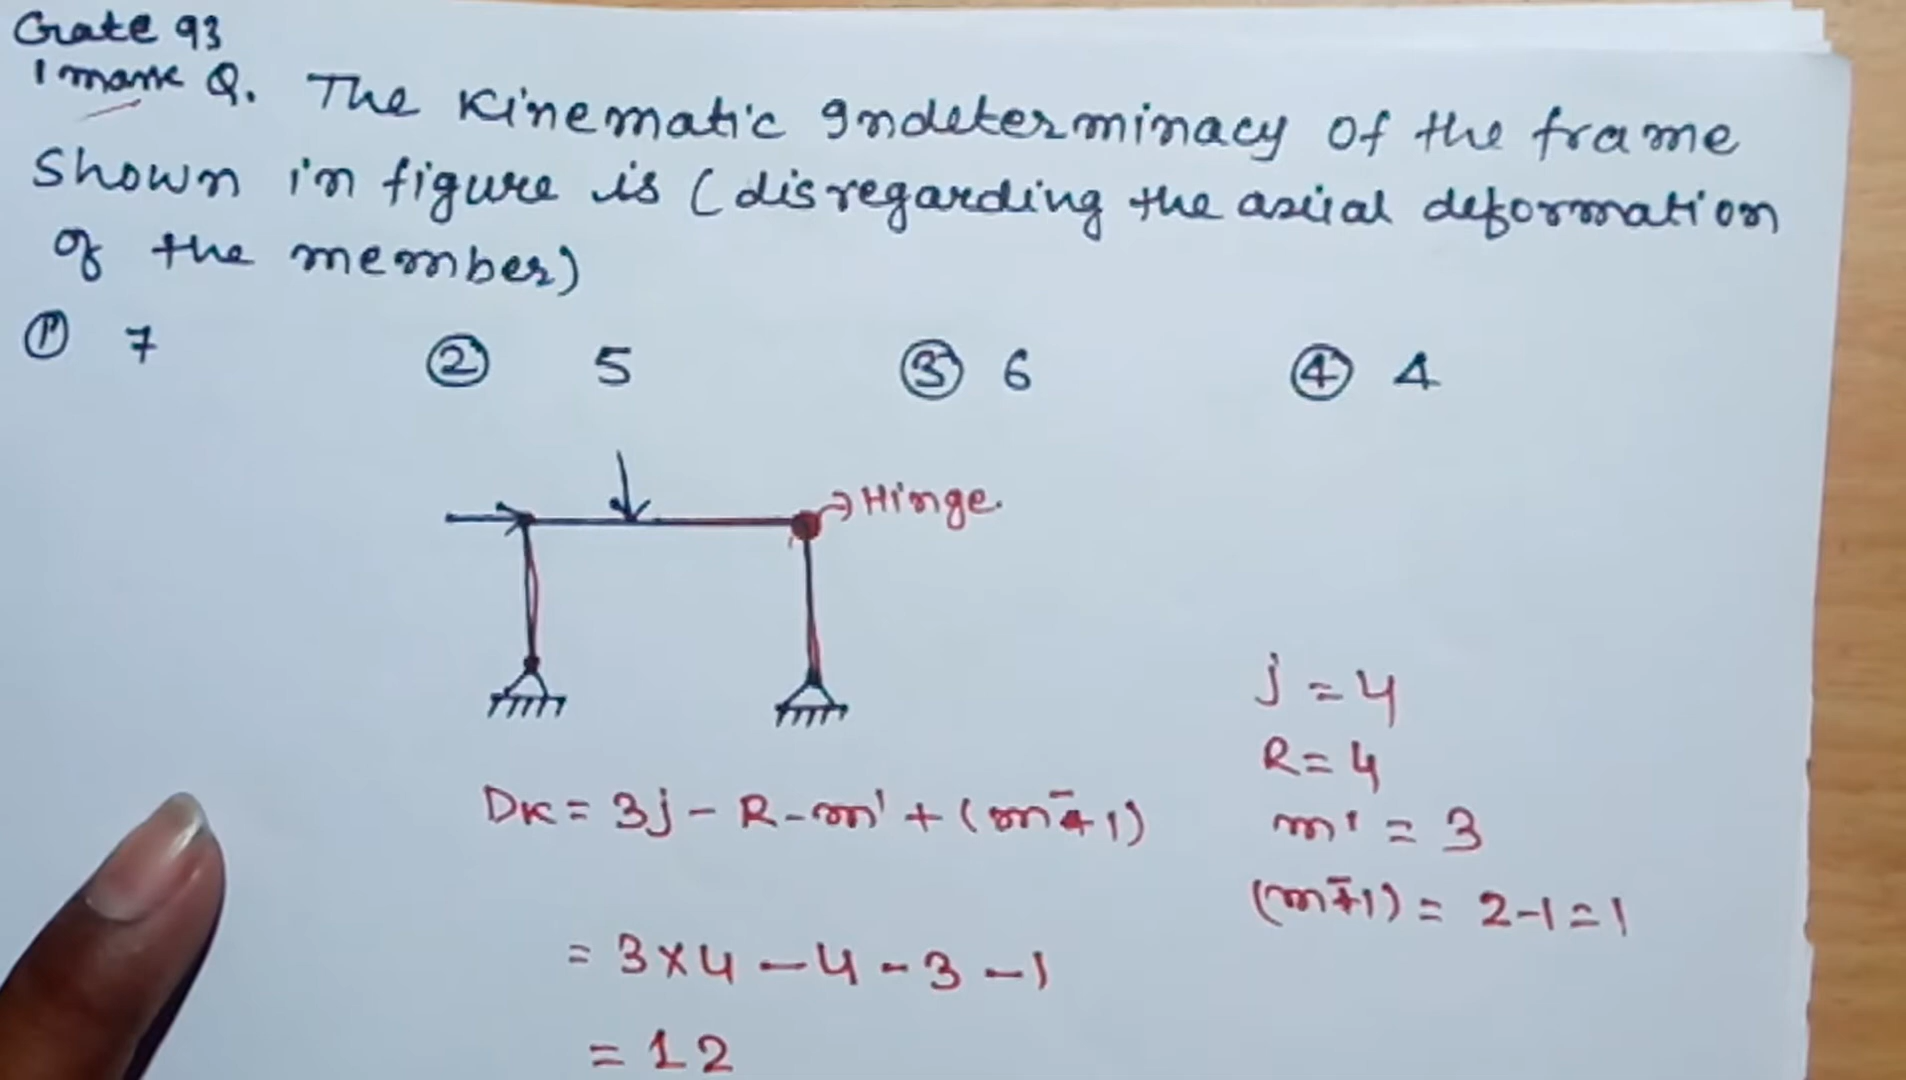 Gate 93
1 mark Q. The Kinematic Indeterminacy of the frame
shown in figure is (disregarding the axial deformation
of the member)
① 7 ② 5 ③ 6 ④ 4
→ Hinge.
j = 4
R = 4
Dk = 3j - R - m' + (m - 1)
m' = 3
(m - 1) = 2-1 = 1
= 3×4 - 4 - 3 - 1
= 12